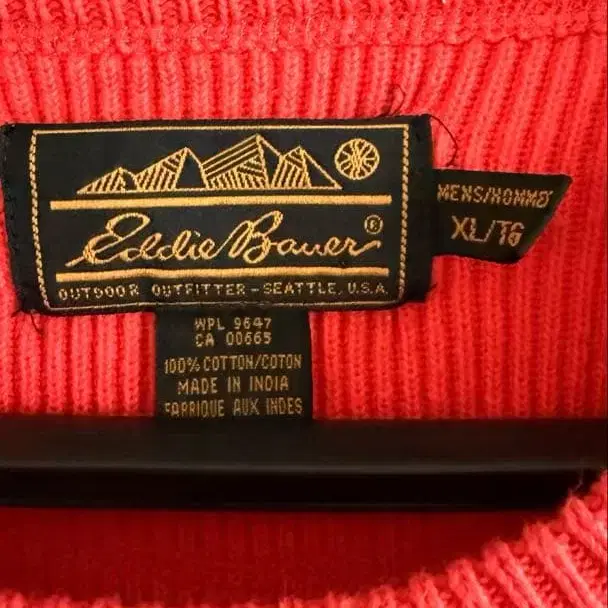 Eddie Bauer®
OUTDOOR OUTFITTER - SEATTLE, U.S.A.
MENS/HOMMES
XL/TG
WPL 9647
CA 00665
100% COTTON/COTON
MADE IN INDIA
FABRIQUE AUX INDES